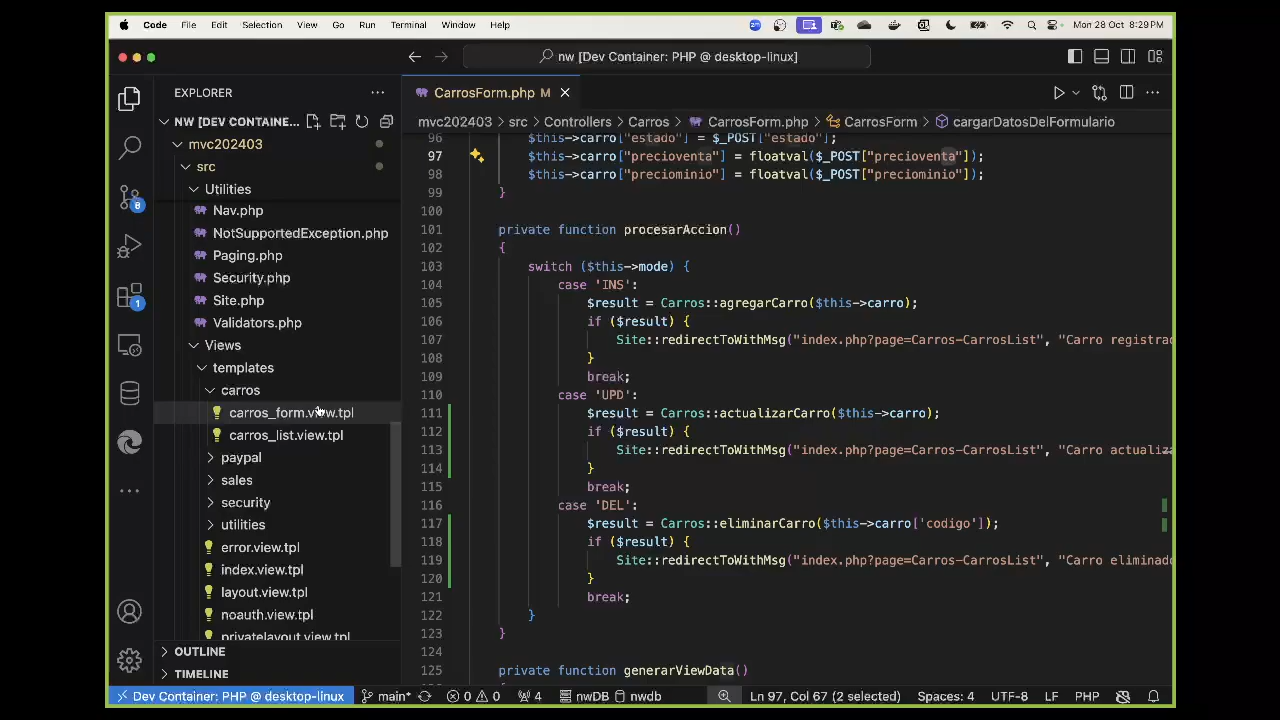 Code File Edit Selection View Go Run Terminal Window Help Mon 28 Oct 8:29 PM
nw [Dev Container: PHP @ desktop-linux]
EXPLORER
NW [DEV CONTAINE...
mvc202403
src
Utilities
Nav.php
NotSupportedException.php
Paging.php
Security.php
Site.php
Validators.php
Views
templates
carros
carros_form.view.tpl
carros_list.view.tpl
paypal
sales
security
utilities
error.view.tpl
index.view.tpl
layout.view.tpl
noauth.view.tpl
privatelayout.view.tpl
OUTLINE
TIMELINE
8
1
CarrosForm.php M
mvc202403 > src > Controllers > Carros > CarrosForm.php > CarrosForm > cargarDatosDelFormulario
96 $this->carro["estado"] = $_POST["estado"];
97 $this->carro["precioventa"] = floatval($_POST["precioventa"]);
98 $this->carro["preciominio"] = floatval($_POST["preciominio"]);
99 }
100
101 private function procesarAccion()
102 {
103 switch ($this->mode) {
104 case 'INS':
105 $result = Carros::agregarCarro($this->carro);
106 if ($result) {
107 Site::redirectToWithMsg("index.php?page=Carros-CarrosList", "Carro registrad
108 }
109 break;
110 case 'UPD':
111 $result = Carros::actualizarCarro($this->carro);
112 if ($result) {
113 Site::redirectToWithMsg("index.php?page=Carros-CarrosList", "Carro actualiza
114 }
115 break;
116 case 'DEL':
117 $result = Carros::eliminarCarro($this->carro['codigo']);
118 if ($result) {
119 Site::redirectToWithMsg("index.php?page=Carros-CarrosList", "Carro eliminado
120 }
121 break;
122 }
123 }
124
125 private function generarViewData()
Dev Container: PHP @ desktop-linux main* 0 0 4 nwDB nwdb Ln 97, Col 67 (2 selected) Spaces: 4 UTF-8 LF PHP